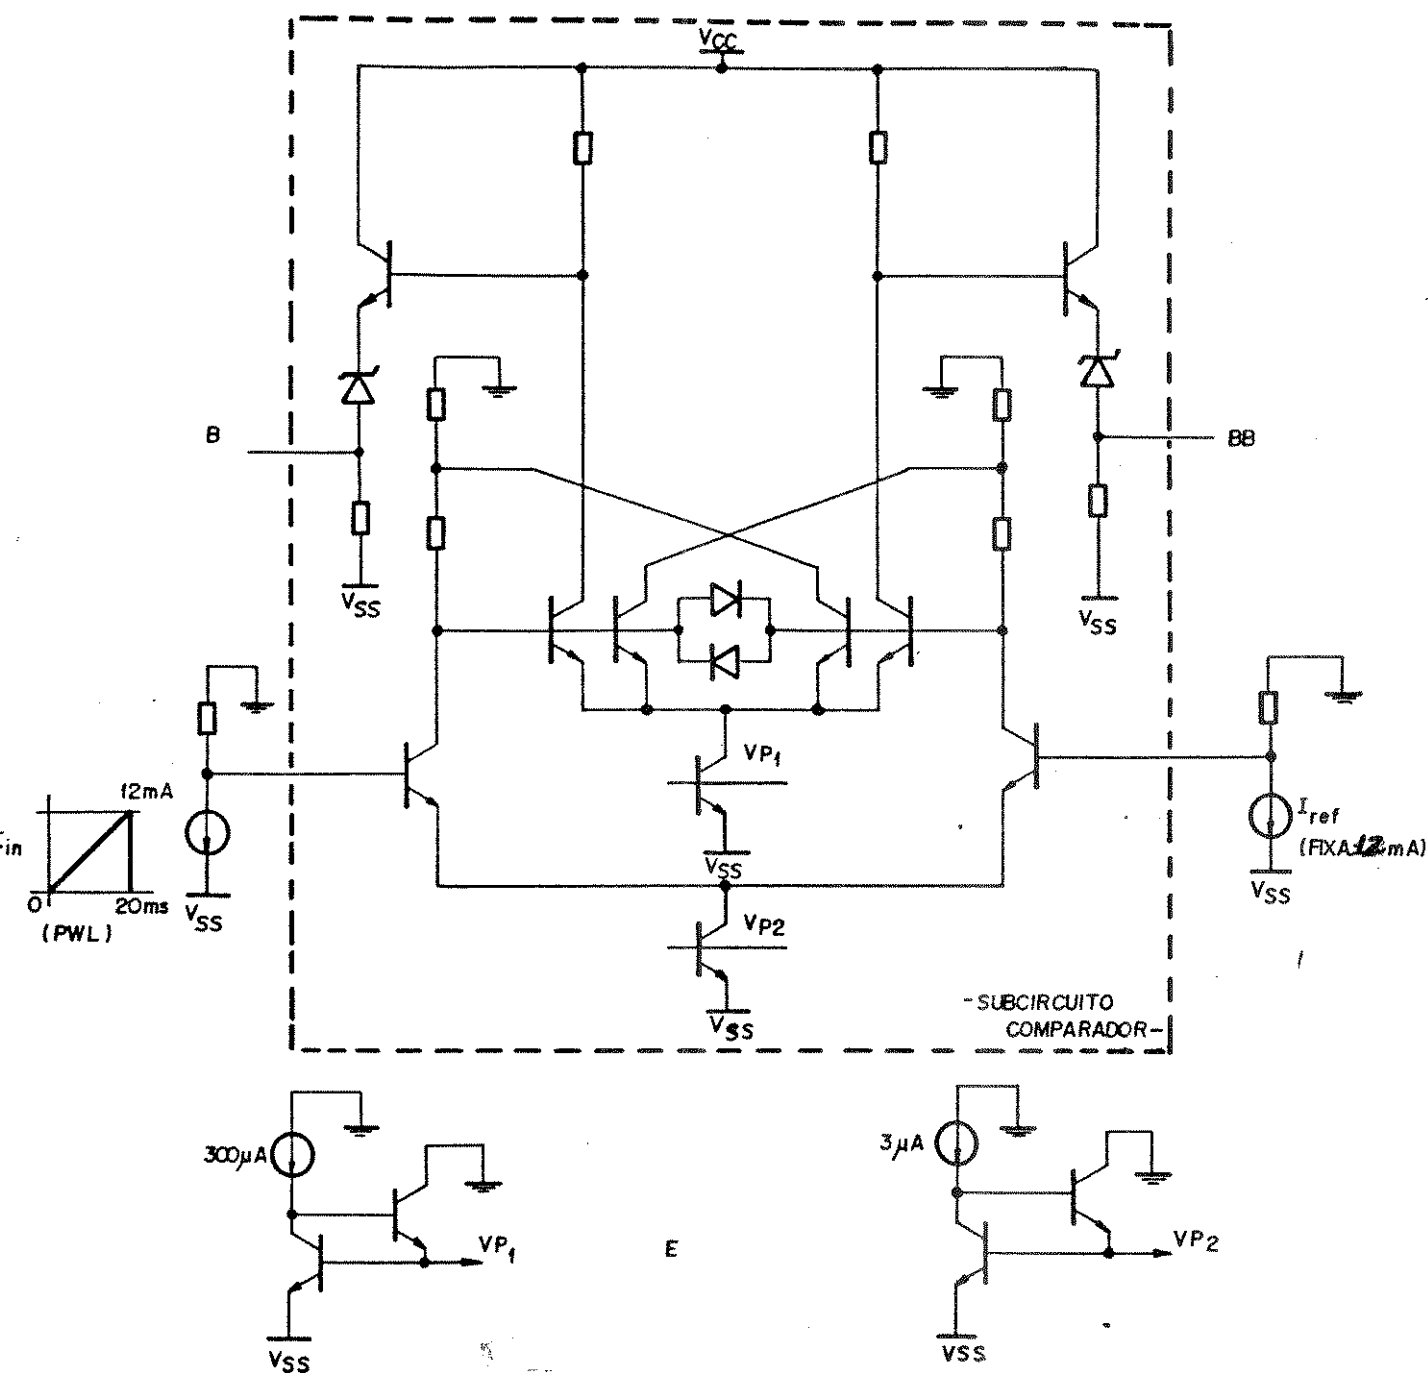 VCC
B
BB
VSS
VSS
VP1
12mA
in
Iref
(FIXA 12 mA)
0
20ms
(PWL)
VSS
VSS
VSS
VP2
VSS
-SUBCIRCUITO
COMPARADOR-
300µA
3µA
VP1
E
VP2
VSS
VSS